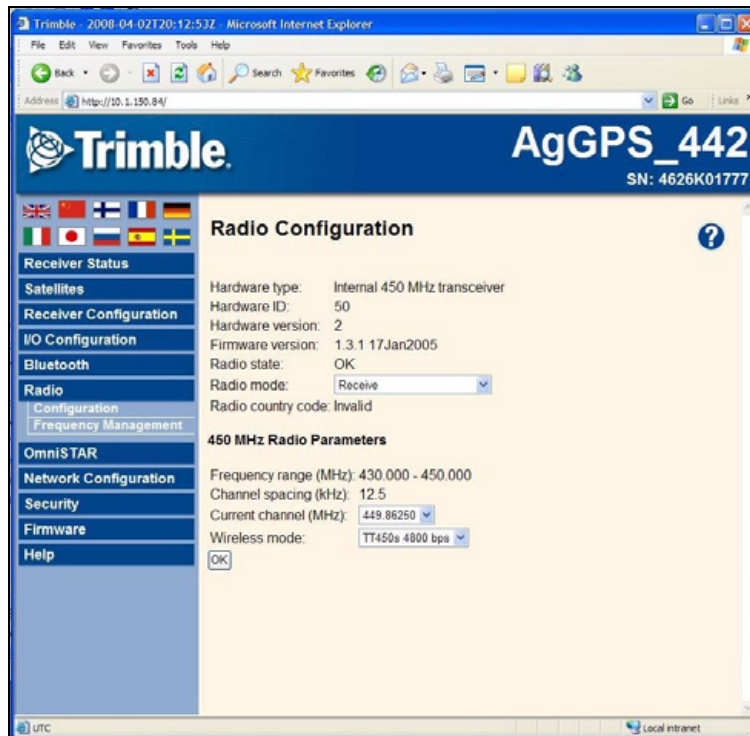 Trimble - 2008-04-02T20:12:53Z - Microsoft Internet Explorer
File Edit View Favorites Tools Help
Back Search Favorites
Address http://10.1.150.84/ Go Links
Trimble. AgGPS_442
SN: 4626K01777
Radio Configuration
Receiver Status
Satellites
Receiver Configuration
I/O Configuration
Bluetooth
Radio
Configuration
Frequency Management
OmniSTAR
Network Configuration
Security
Firmware
Help
Hardware type: Internal 450 MHz transceiver
Hardware ID: 50
Hardware version: 2
Firmware version: 1.3.1 17Jan2005
Radio state: OK
Radio mode: Receive
Radio country code: Invalid
450 MHz Radio Parameters
Frequency range (MHz): 430.000 - 450.000
Channel spacing (kHz): 12.5
Current channel (MHz): 449.86250
Wireless mode: TT450s 4800 bps
OK
UTC Local intranet